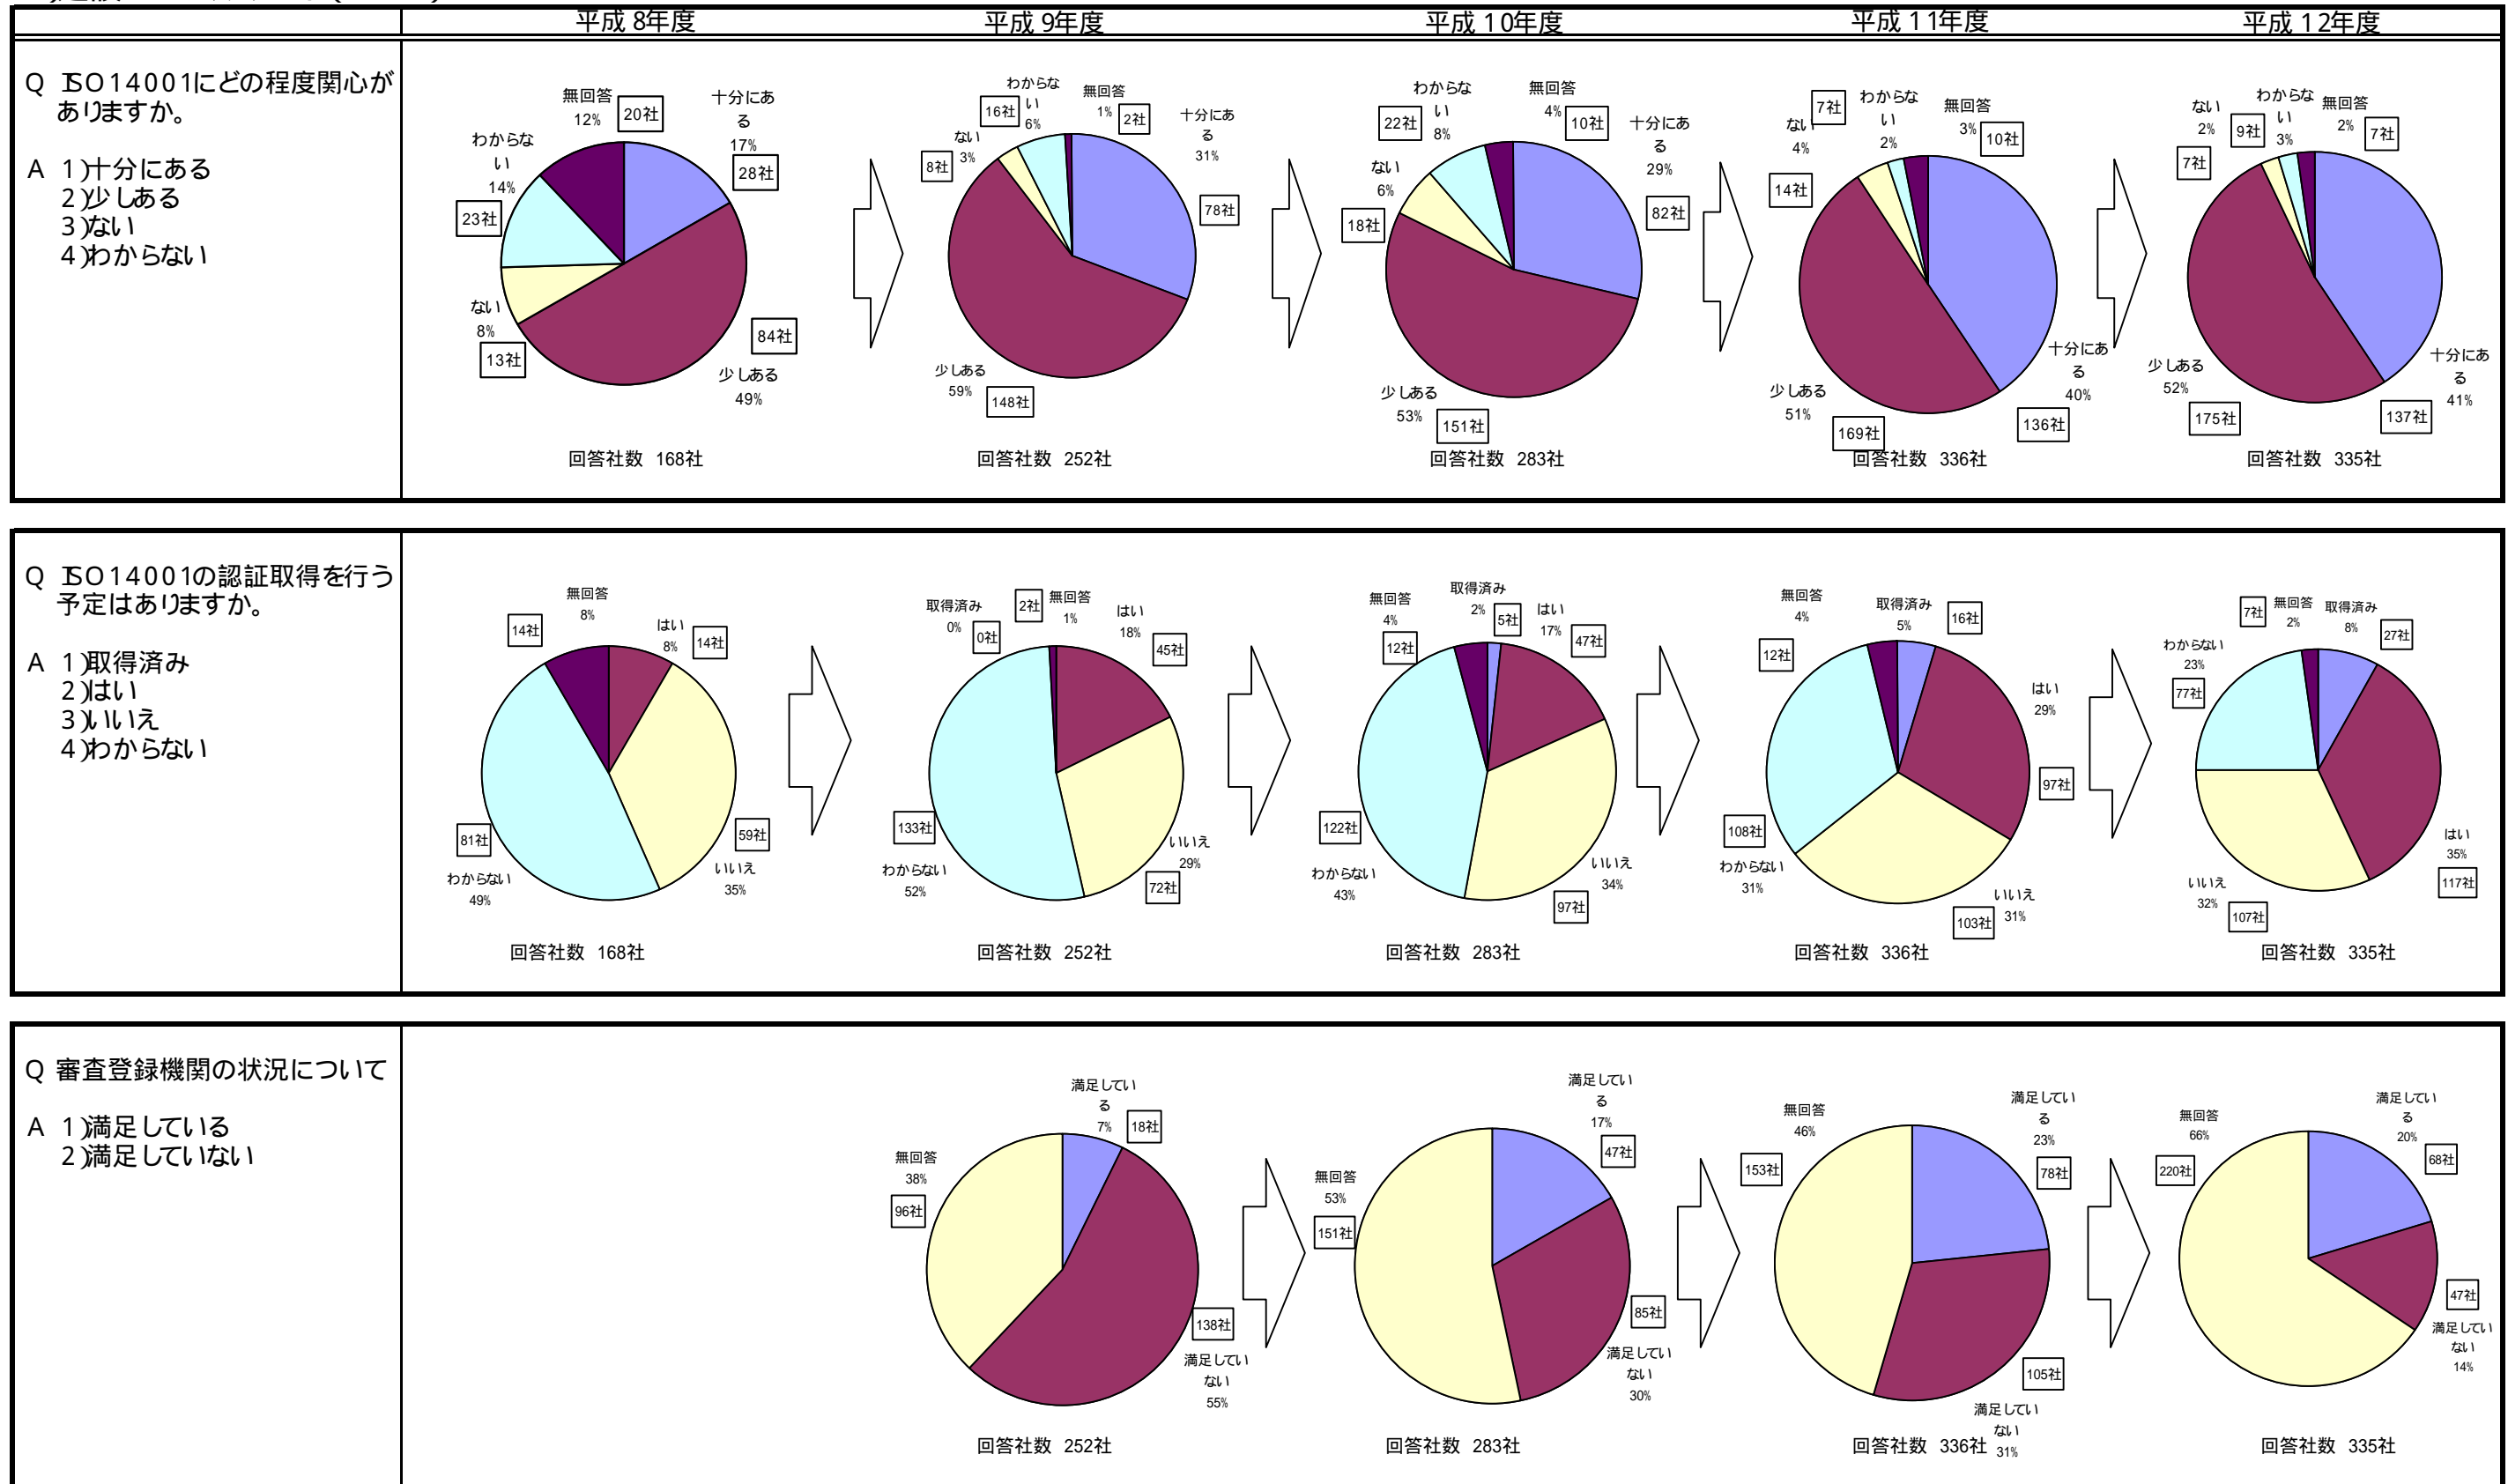 平成8年度
平成9年度
平成10年度
平成11年度
平成12年度
Q ISO14001にどの程度関心が
ありますか。
A 1)十分にある
2)少しある
3)ない
4)わからない
無回答
12%
20社
十分にあ
る
17%
28社
わからな
い
14%
23社
ない
8%
13社
84社
少しある
49%
回答社数 168社
わからな
い
6%
16社
無回答
1%
2社
十分にあ
る
31%
78社
ない
3%
8社
少しある
59%
148社
回答社数 252社
わからな
い
8%
22社
無回答
4%
10社
十分にあ
る
29%
82社
ない
6%
18社
少しある
53%
151社
回答社数 283社
7社
わからな
い
2%
無回答
3%
10社
ない
4%
14社
十分にあ
る
40%
136社
少しある
51%
169社
回答社数 336社
ない
2%
7社
わからな
い
3%
9社
無回答
2%
7社
十分にあ
る
41%
137社
少しある
52%
175社
回答社数 335社
Q ISO14001の認証取得を行う
予定はありますか。
A 1)取得済み
2)はい
3)いいえ
4)わからない
無回答
8%
14社
はい
8%
14社
59社
いいえ
35%
81社
わからない
49%
回答社数 168社
取得済み
0%
0社
2社
無回答
1%
はい
18%
45社
133社
わからない
52%
いいえ
29%
72社
回答社数 252社
無回答
4%
12社
取得済み
2%
5社
はい
17%
47社
122社
わからない
43%
いいえ
34%
97社
回答社数 283社
無回答
4%
12社
取得済み
5%
16社
はい
29%
97社
108社
わからない
31%
いいえ
31%
103社
回答社数 336社
7社
無回答
2%
取得済み
8%
27社
わからない
23%
77社
はい
35%
117社
いいえ
32%
107社
回答社数 335社
Q 審査登録機関の状況について
A 1)満足している
2)満足していない
満足してい
る
7%
18社
無回答
38%
96社
138社
満足してい
ない
55%
回答社数 252社
満足してい
る
17%
47社
無回答
53%
151社
85社
満足してい
ない
30%
回答社数 283社
無回答
46%
153社
満足してい
る
23%
78社
105社
満足してい
ない
31%
回答社数 336社
無回答
66%
220社
満足してい
る
20%
68社
47社
満足してい
ない
14%
回答社数 335社